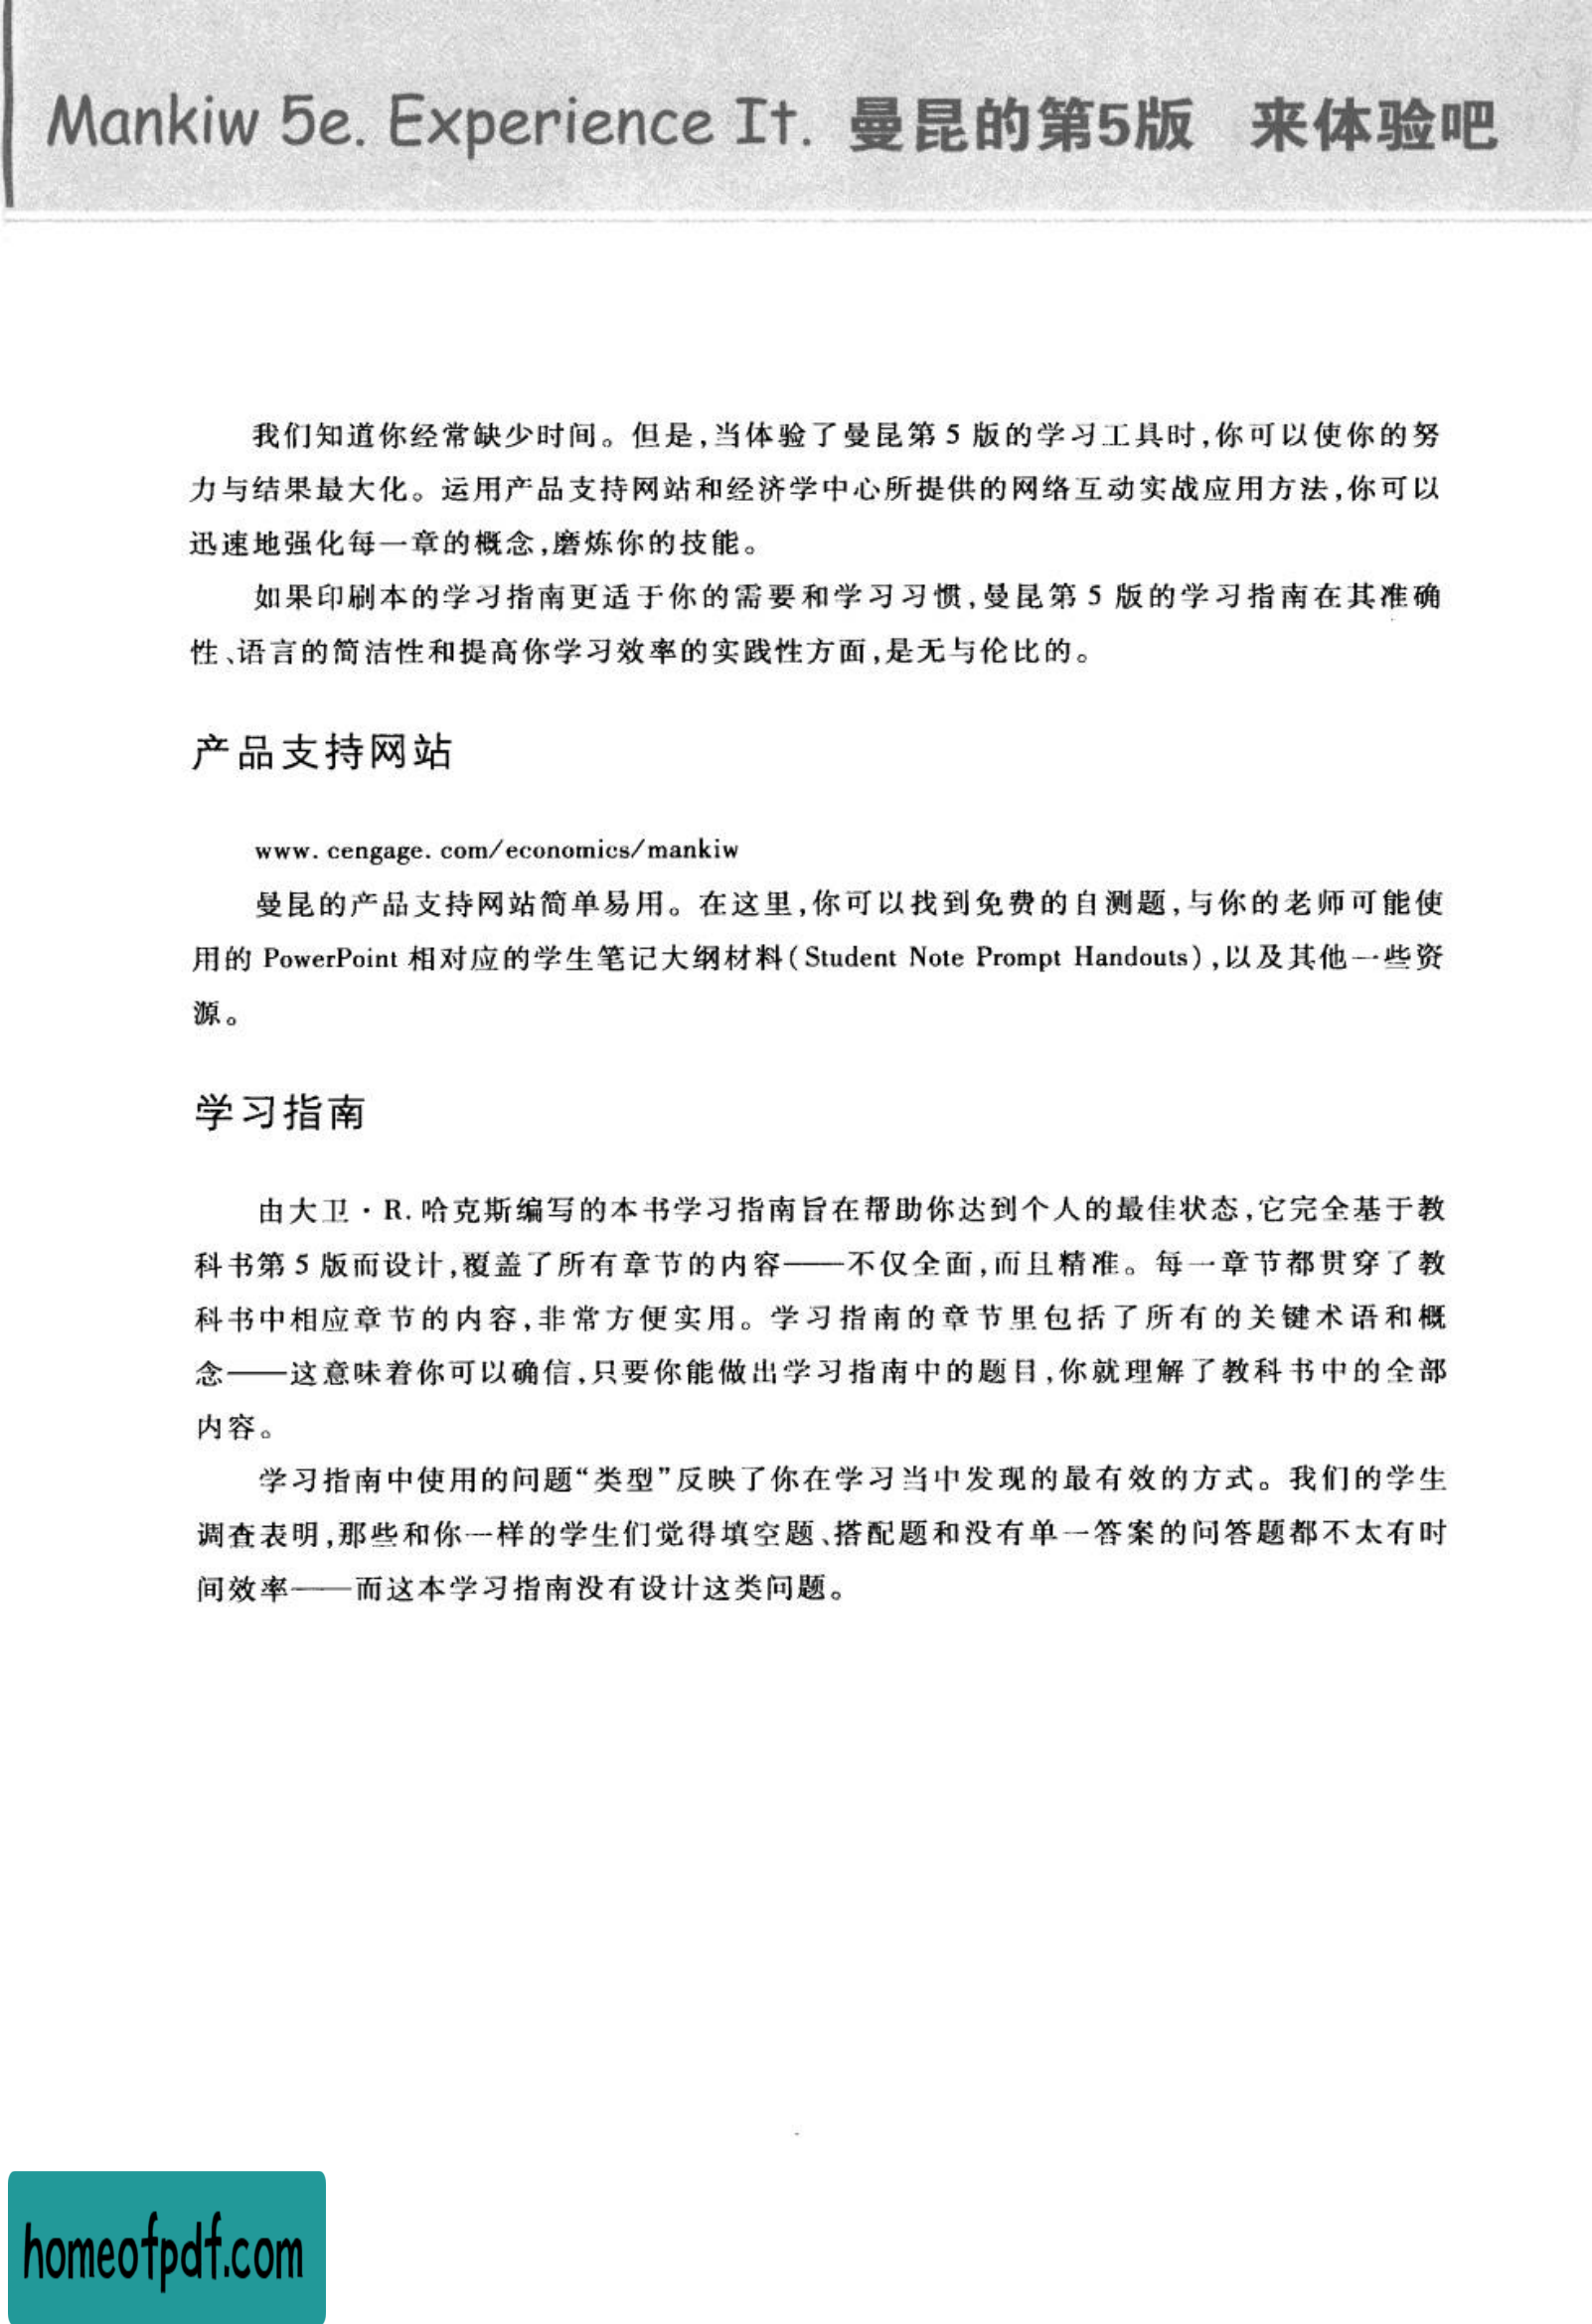 Mankiw 5e. Experience It. 曼昆的第5版 来体验吧
我们知道你经常缺少时间。但是,当体验了曼昆第 5 版的学习工具时,你可以使你的努
力与结果最大化。运用产品支持网站和经济学中心所提供的网络互动实战应用方法,你可以
迅速地强化每一章的概念,磨炼你的技能。
如果印刷本的学习指南更适于你的需要和学习习惯,曼昆第 5 版的学习指南在其准确
性、语言的简洁性和提高你学习效率的实践性方面,是无与伦比的。
产品支持网站
www. cengage. com/economics/mankiw
曼昆的产品支持网站简单易用。在这里,你可以找到免费的自测题,与你的老师可能使
用的 PowerPoint 相对应的学生笔记大纲材料(Student Note Prompt Handouts),以及其他一些资
源。
学习指南
由大卫·R. 哈克斯编写的本书学习指南旨在帮助你达到个人的最佳状态,它完全基于教
科书第 5 版而设计,覆盖了所有章节的内容——不仅全面,而且精准。每一章节都贯穿了教
科书中相应章节的内容,非常方便实用。学习指南的章节里包括了所有的关键术语和概
念——这意味着你可以确信,只要你能做出学习指南中的题目,你就理解了教科书中的全部
内容。
学习指南中使用的问题“类型”反映了你在学习当中发现的最有效的方式。我们的学生
调查表明,那些和你一样的学生们觉得填空题、搭配题和没有单一答案的问答题都不太有时
间效率——而这本学习指南没有设计这类问题。
homeofpdf.com